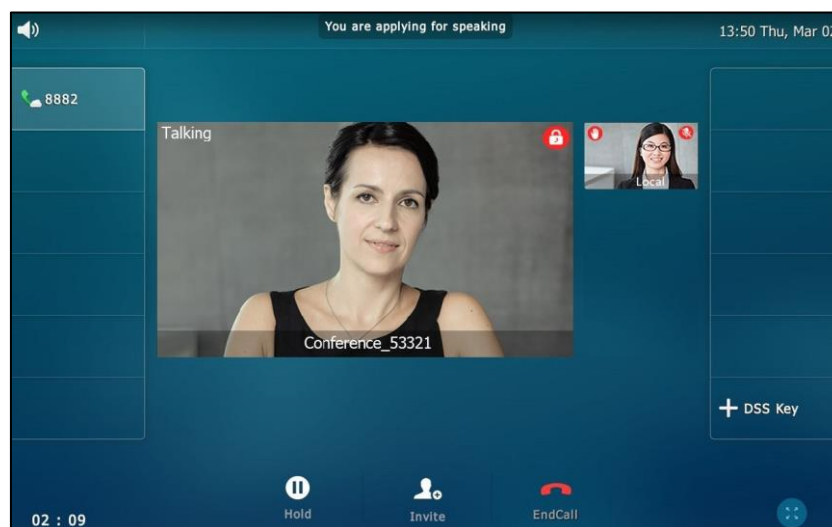 You are applying for speaking
13:50 Thu, Mar 02
8882
Talking
Local
Conference_53321
DSS Key
02 : 09
Hold
Invite
EndCall